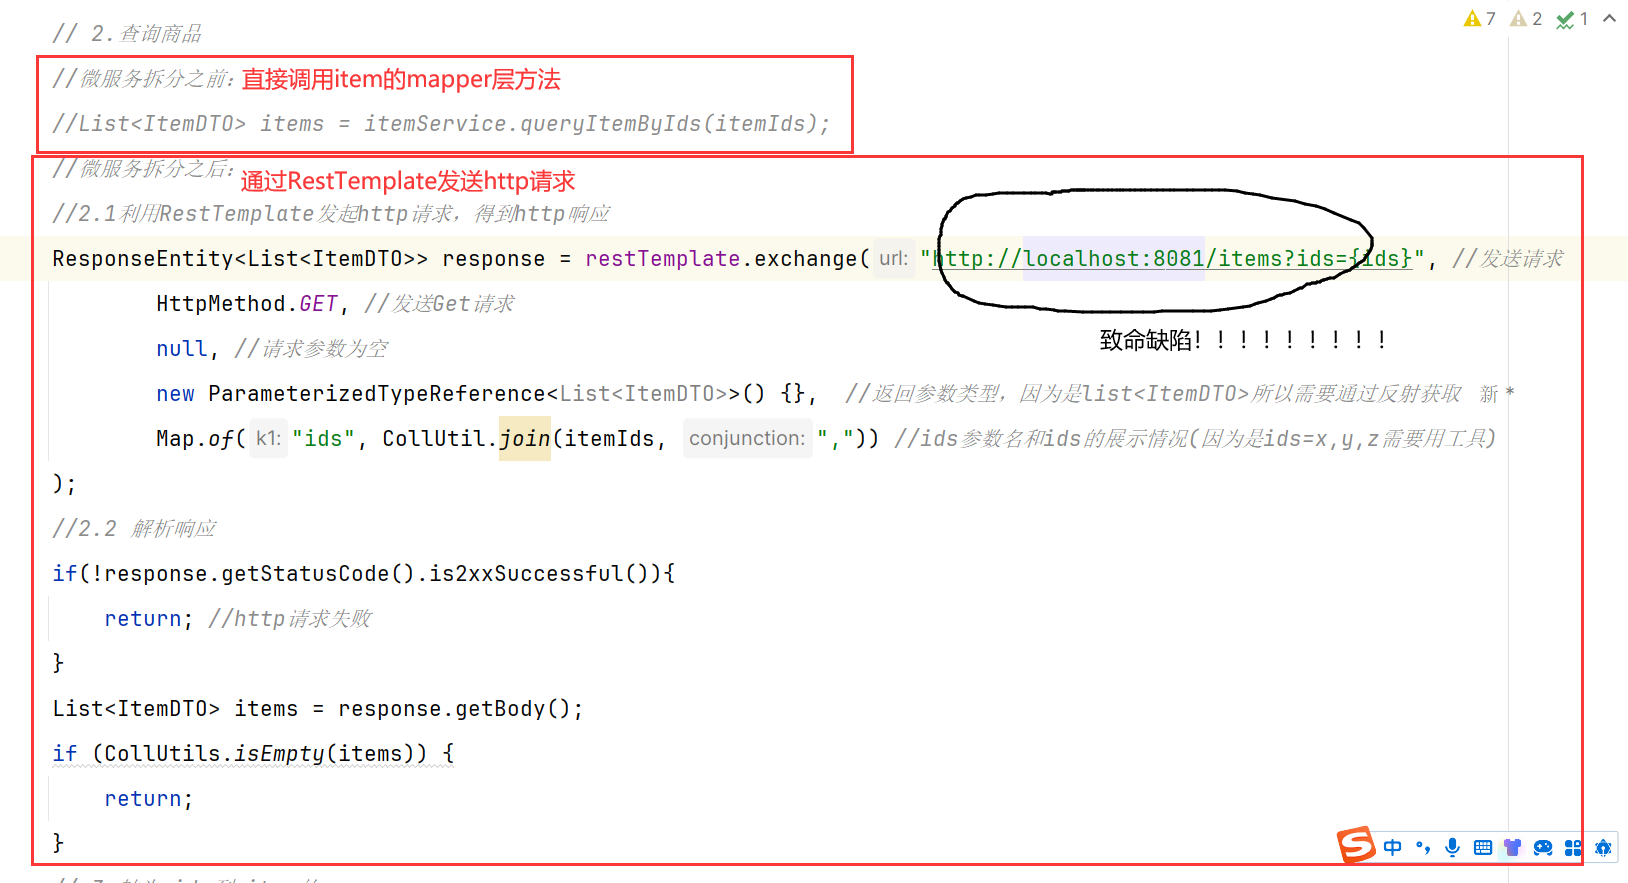 // 2.查询商品 7 2 1
//微服务拆分之前: 直接调用item的mapper层方法
//List<ItemDTO> items = itemService.queryItemByIds(itemIds);
//微服务拆分之后: 通过RestTemplate发送http请求
//2.1利用RestTemplate发起http请求，得到http响应
ResponseEntity<List<ItemDTO>> response = restTemplate.exchange( url: "http://localhost:8081/items?ids={ids}", //发送请求
HttpMethod.GET, //发送Get请求
致命缺陷！！！！！！！！！
null, //请求参数为空
new ParameterizedTypeReference<List<ItemDTO>>() {}, //返回参数类型，因为是list<ItemDTO>所以需要通过反射获取 新 *
Map.of( k1: "ids", CollUtil.join(itemIds, conjunction: ",")) //ids参数名和ids的展示情况(因为是ids=x,y,z需要用工具)
);
//2.2 解析响应
if(!response.getStatusCode().is2xxSuccessful()){
return; //http请求失败
}
List<ItemDTO> items = response.getBody();
if (CollUtils.isEmpty(items)) {
return;
}
S 中